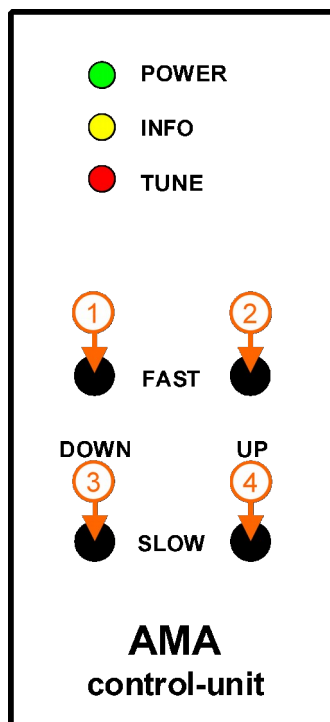 POWER
INFO
TUNE
1 2
FAST
DOWN UP
3 4
SLOW
AMA
control-unit